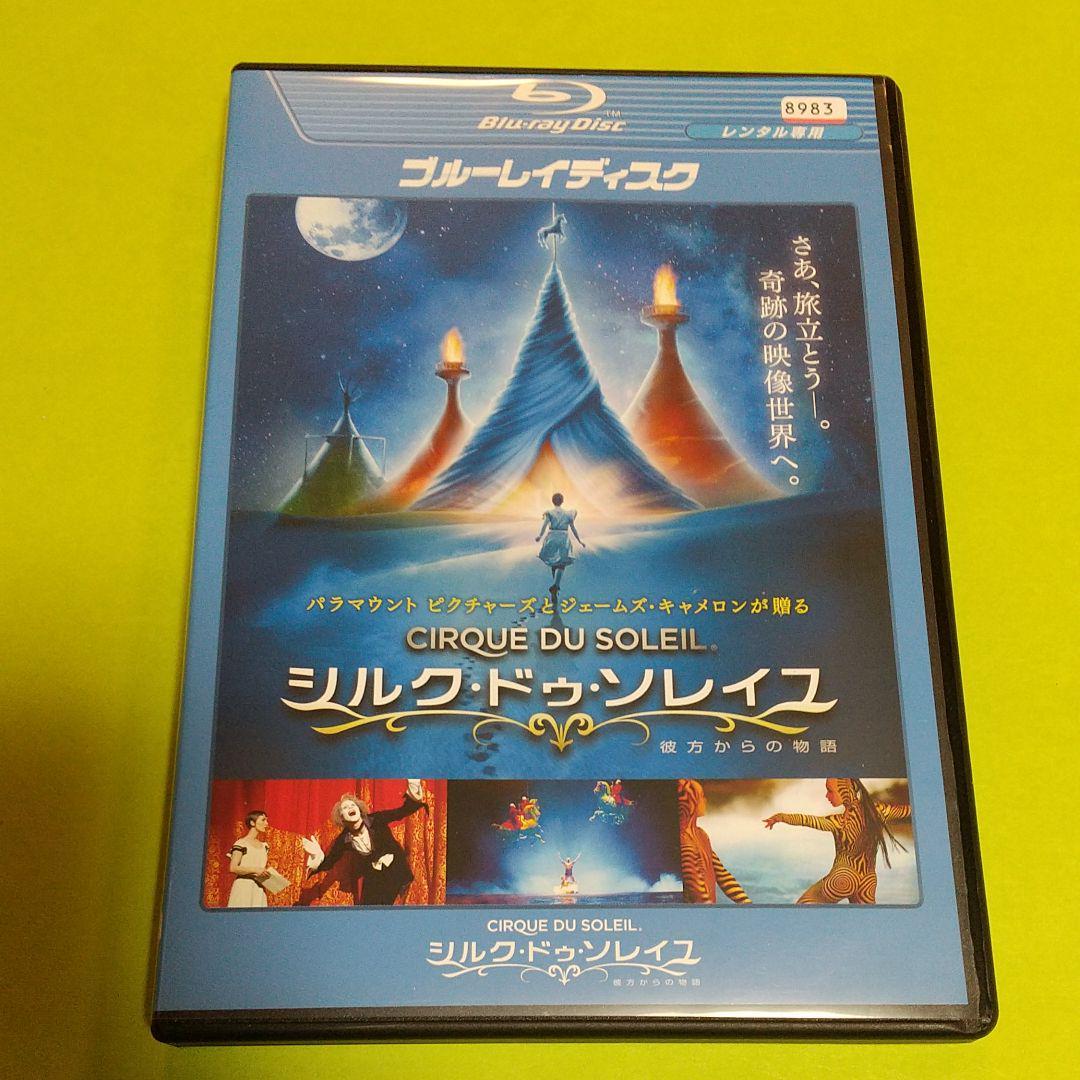 Blu-ray Disc™
8983
レンタル専用
ブルーレイディスク
さあ、旅立とう―。
奇跡の映像世界へ。
パラマウント ピクチャーズとジェームズ・キャメロンが贈る
CIRQUE DU SOLEIL®
シルク・ドゥ・ソレイユ
彼方からの物語
CIRQUE DU SOLEIL®
シルク・ドゥ・ソレイユ
彼方からの物語